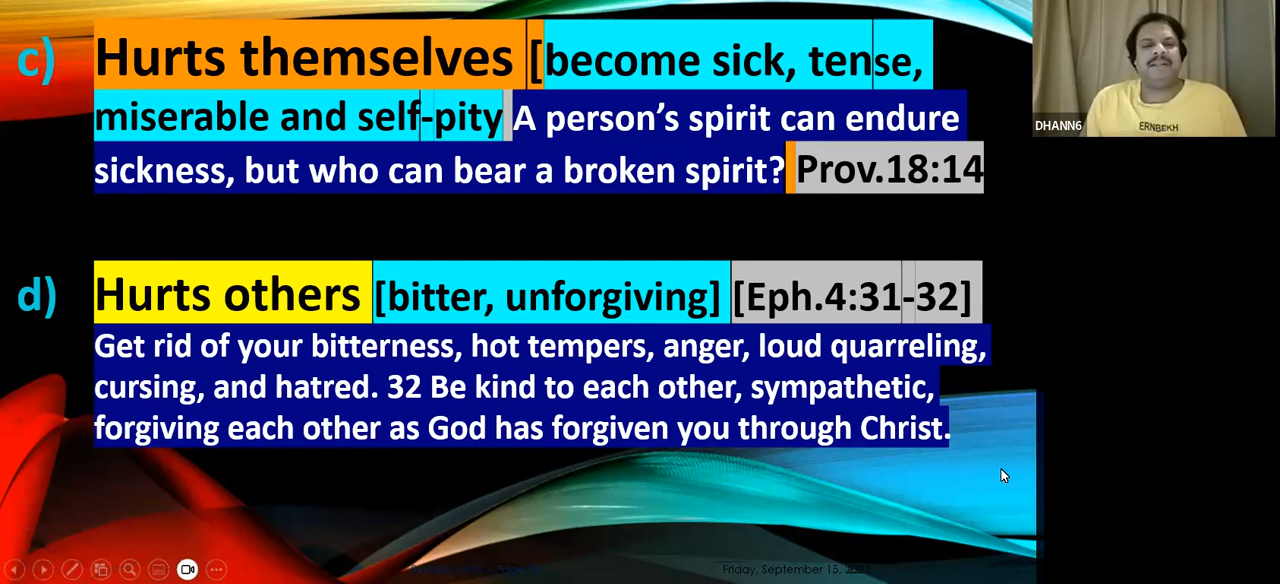 c) Hurts themselves [become sick, tense,
miserable and self-pity A person's spirit can endure
sickness, but who can bear a broken spirit? Prov.18:14
DHANN6
ERNBEKH
d) Hurts others [bitter, unforgiving] [Eph.4:31-32]
Get rid of your bitterness, hot tempers, anger, loud quarreling,
cursing, and hatred. 32 Be kind to each other, sympathetic,
forgiving each other as God has forgiven you through Christ.
Friday, September 15,